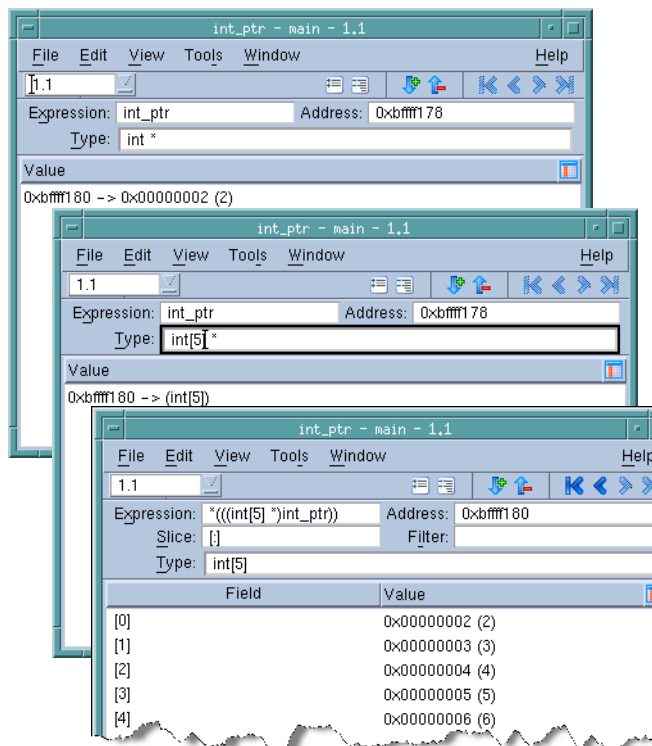 int_ptr - main - 1.1
File Edit View Tools Window Help
1.1
Expression: int_ptr Address: 0xbffff178
Type: int *
Value
0xbffff180 -> 0x00000002 (2)
int_ptr - main - 1.1
File Edit View Tools Window Help
1.1
Expression: int_ptr Address: 0xbffff178
Type: int[5] *
Value
0xbffff180 -> (int[5])
int_ptr - main - 1.1
File Edit View Tools Window Help
1.1
Expression: *(((int[5] *)int_ptr)) Address: 0xbffff180
Slice: [:] Filter:
Type: int[5]
Field Value
[0] 0x00000002 (2)
[1] 0x00000003 (3)
[2] 0x00000004 (4)
[3] 0x00000005 (5)
[4] 0x00000006 (6)